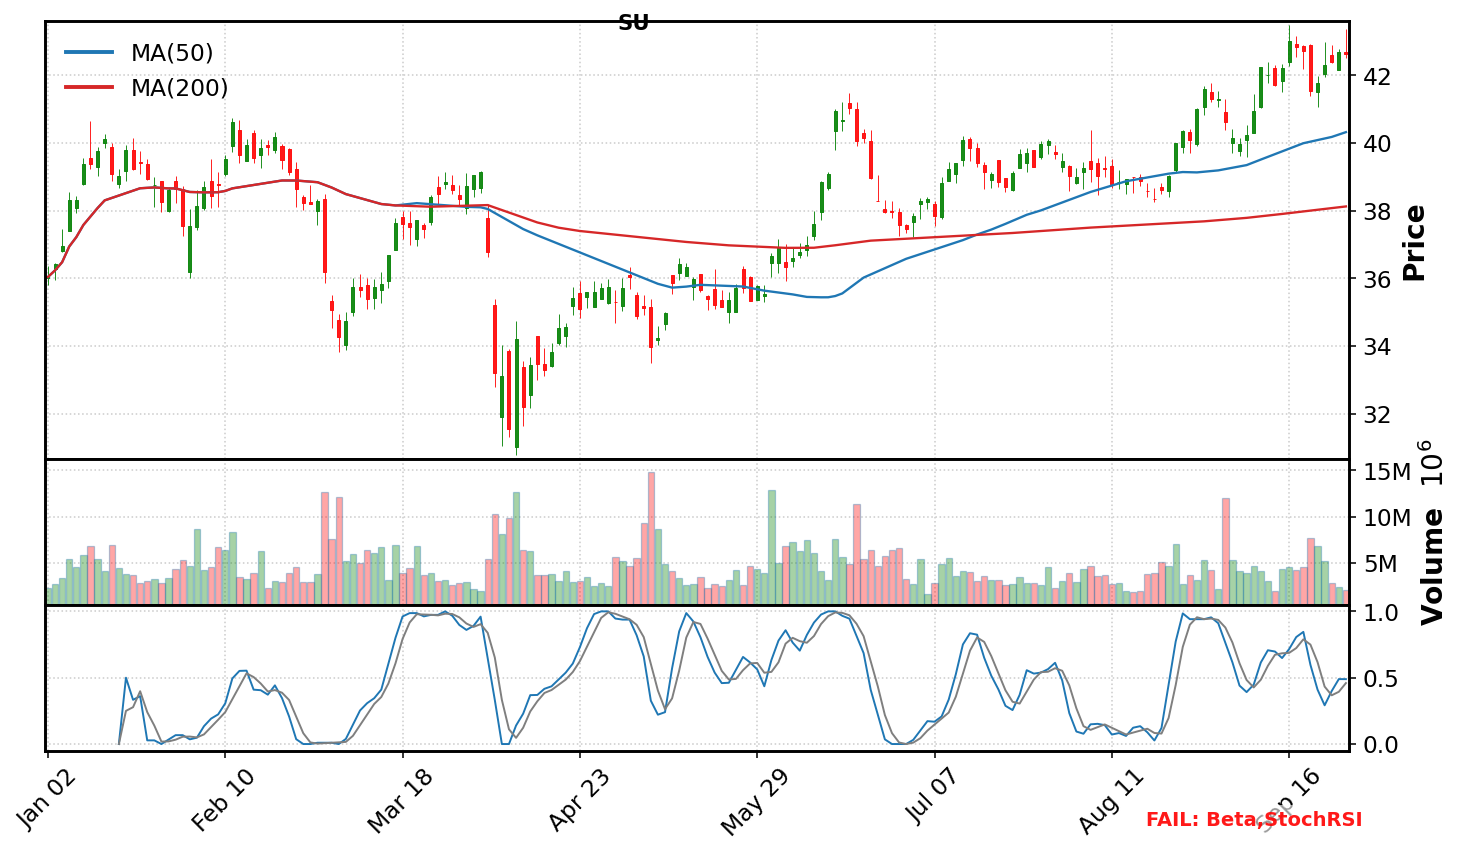 SU
MA(50)
MA(200)
42
40
38
36
34
32
Price
15M
10M
5M
Volume 10⁶
1.0
0.5
0.0
Jan 02
Feb 10
Mar 18
Apr 23
May 29
Jul 07
Aug 11
Sep 16
FAIL: Beta,StochRSI